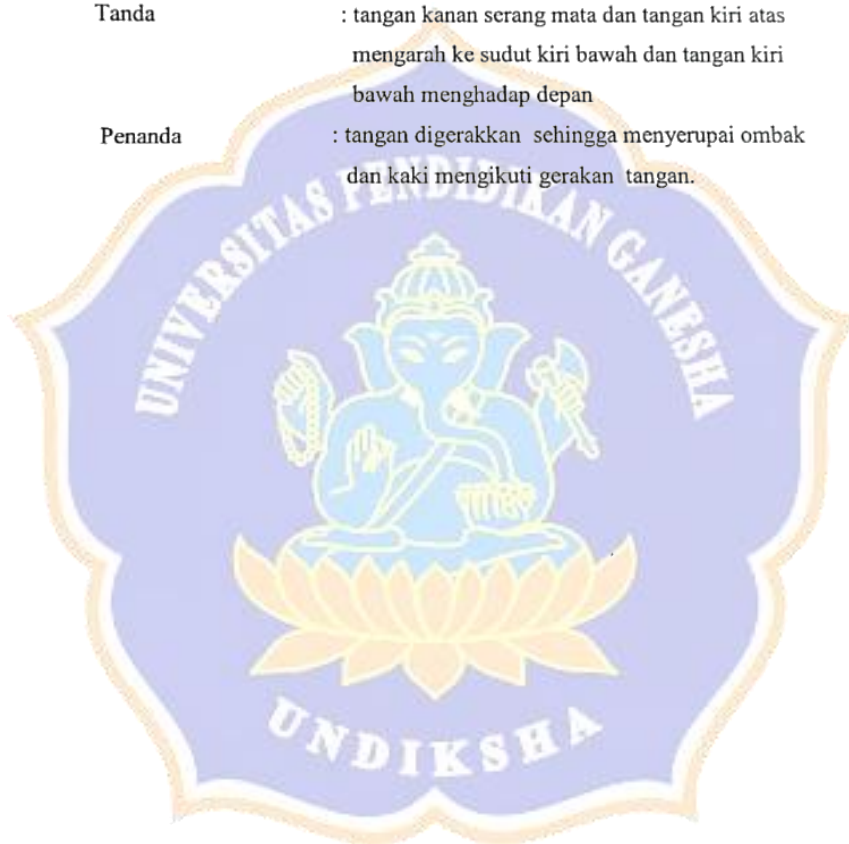 Tanda : tangan kanan serang mata dan tangan kiri atas
mengarah ke sudut kiri bawah dan tangan kiri
bawah menghadap depan
Penanda : tangan digerakkan sehingga menyerupai ombak
dan kaki mengikuti gerakan tangan.
UNIVERSITAS PENDIDIKAN GANESHA
UNDIKSHA